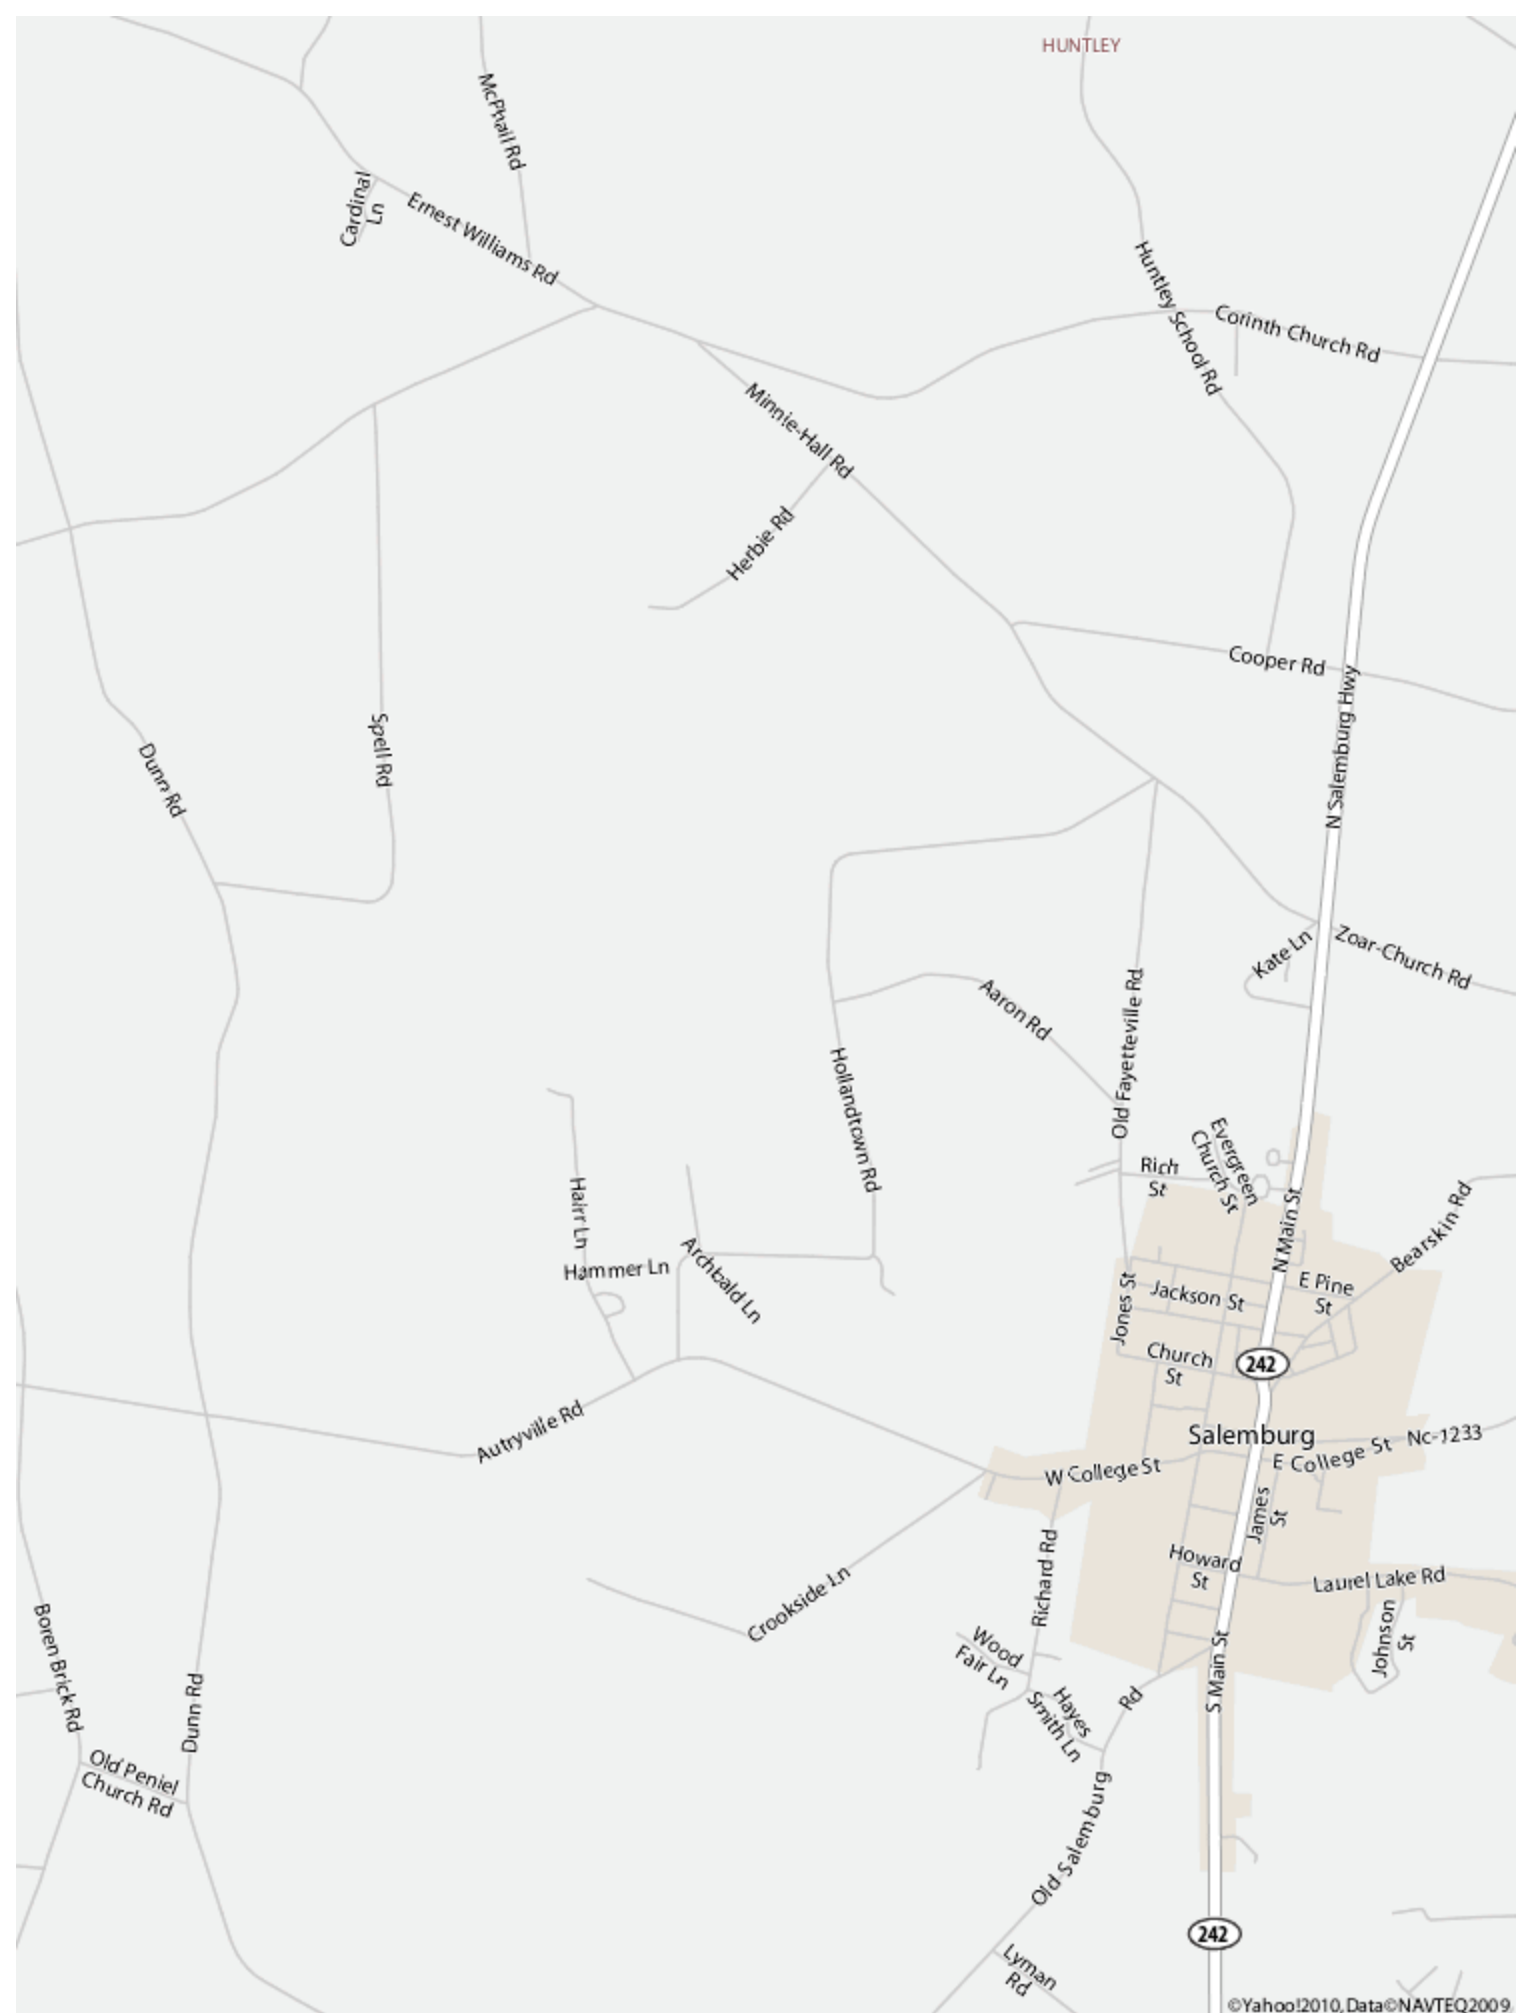 HUNTLEY
McPhail Rd
Cardinal
Ln
Ernest Williams Rd
Huntley School Rd
Corinth Church Rd
Minnie-Hall Rd
Herbie Rd
Cooper Rd
N Salemburg Hwy
Spell Rd
Dunn Rd
Kate Ln
Zoar-Church Rd
Aaron Rd
Old Fayetteville Rd
Hollandtown Rd
Evergreen
Church St
Rich
St
Hairr Ln
N Main St
Bearskin Rd
Hammer Ln
Archbald Ln
Jones St
Jackson St
E Pine
St
Church
St
242
Autryville Rd
Salemburg
W College St
E College St
Nc-1233
James
St
Richard Rd
Howard
St
Laurel Lake Rd
Crookside Ln
Boren Brick Rd
Wood
Fair Ln
Johnson
St
S Main St
Dunn Rd
Hayes
Smith Ln
Old Salemburg Rd
Old Peniel
Church Rd
242
Lyman
Rd
©Yahoo!2010, Data©NAVTEQ2009